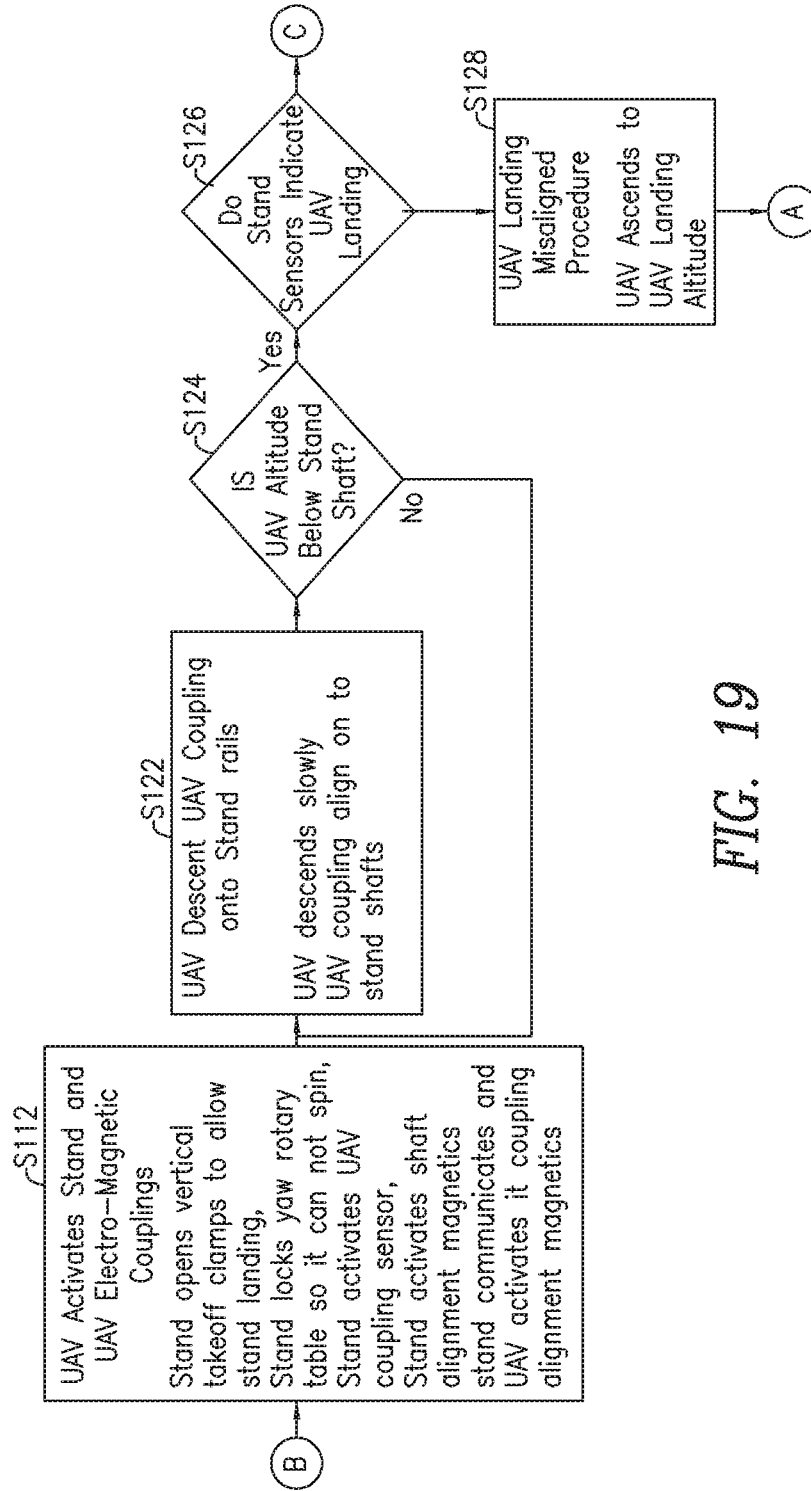 B
S112
UAV Activates Stand and
UAV Electro-Magnetic
Couplings
Stand opens vertical
takeoff clamps to allow
stand landing,
Stand locks yaw rotary
table so it can not spin,
Stand activates UAV
coupling sensor,
Stand activates shaft
alignment magnetics
stand communicates and
UAV activates it coupling
alignment magnetics
S122
UAV Descent UAV Coupling
onto Stand rails
UAV descends slowly
UAV coupling align on to
stand shafts
S124
IS
UAV Altitude
Below Stand
Shaft?
Yes
No
S126
Do
Stand
Sensors Indicate
UAV
Landing
C
S128
UAV Landing
Misaligned
Procedure
UAV Ascends to
UAV Landing
Altitude
A
FIG. 19